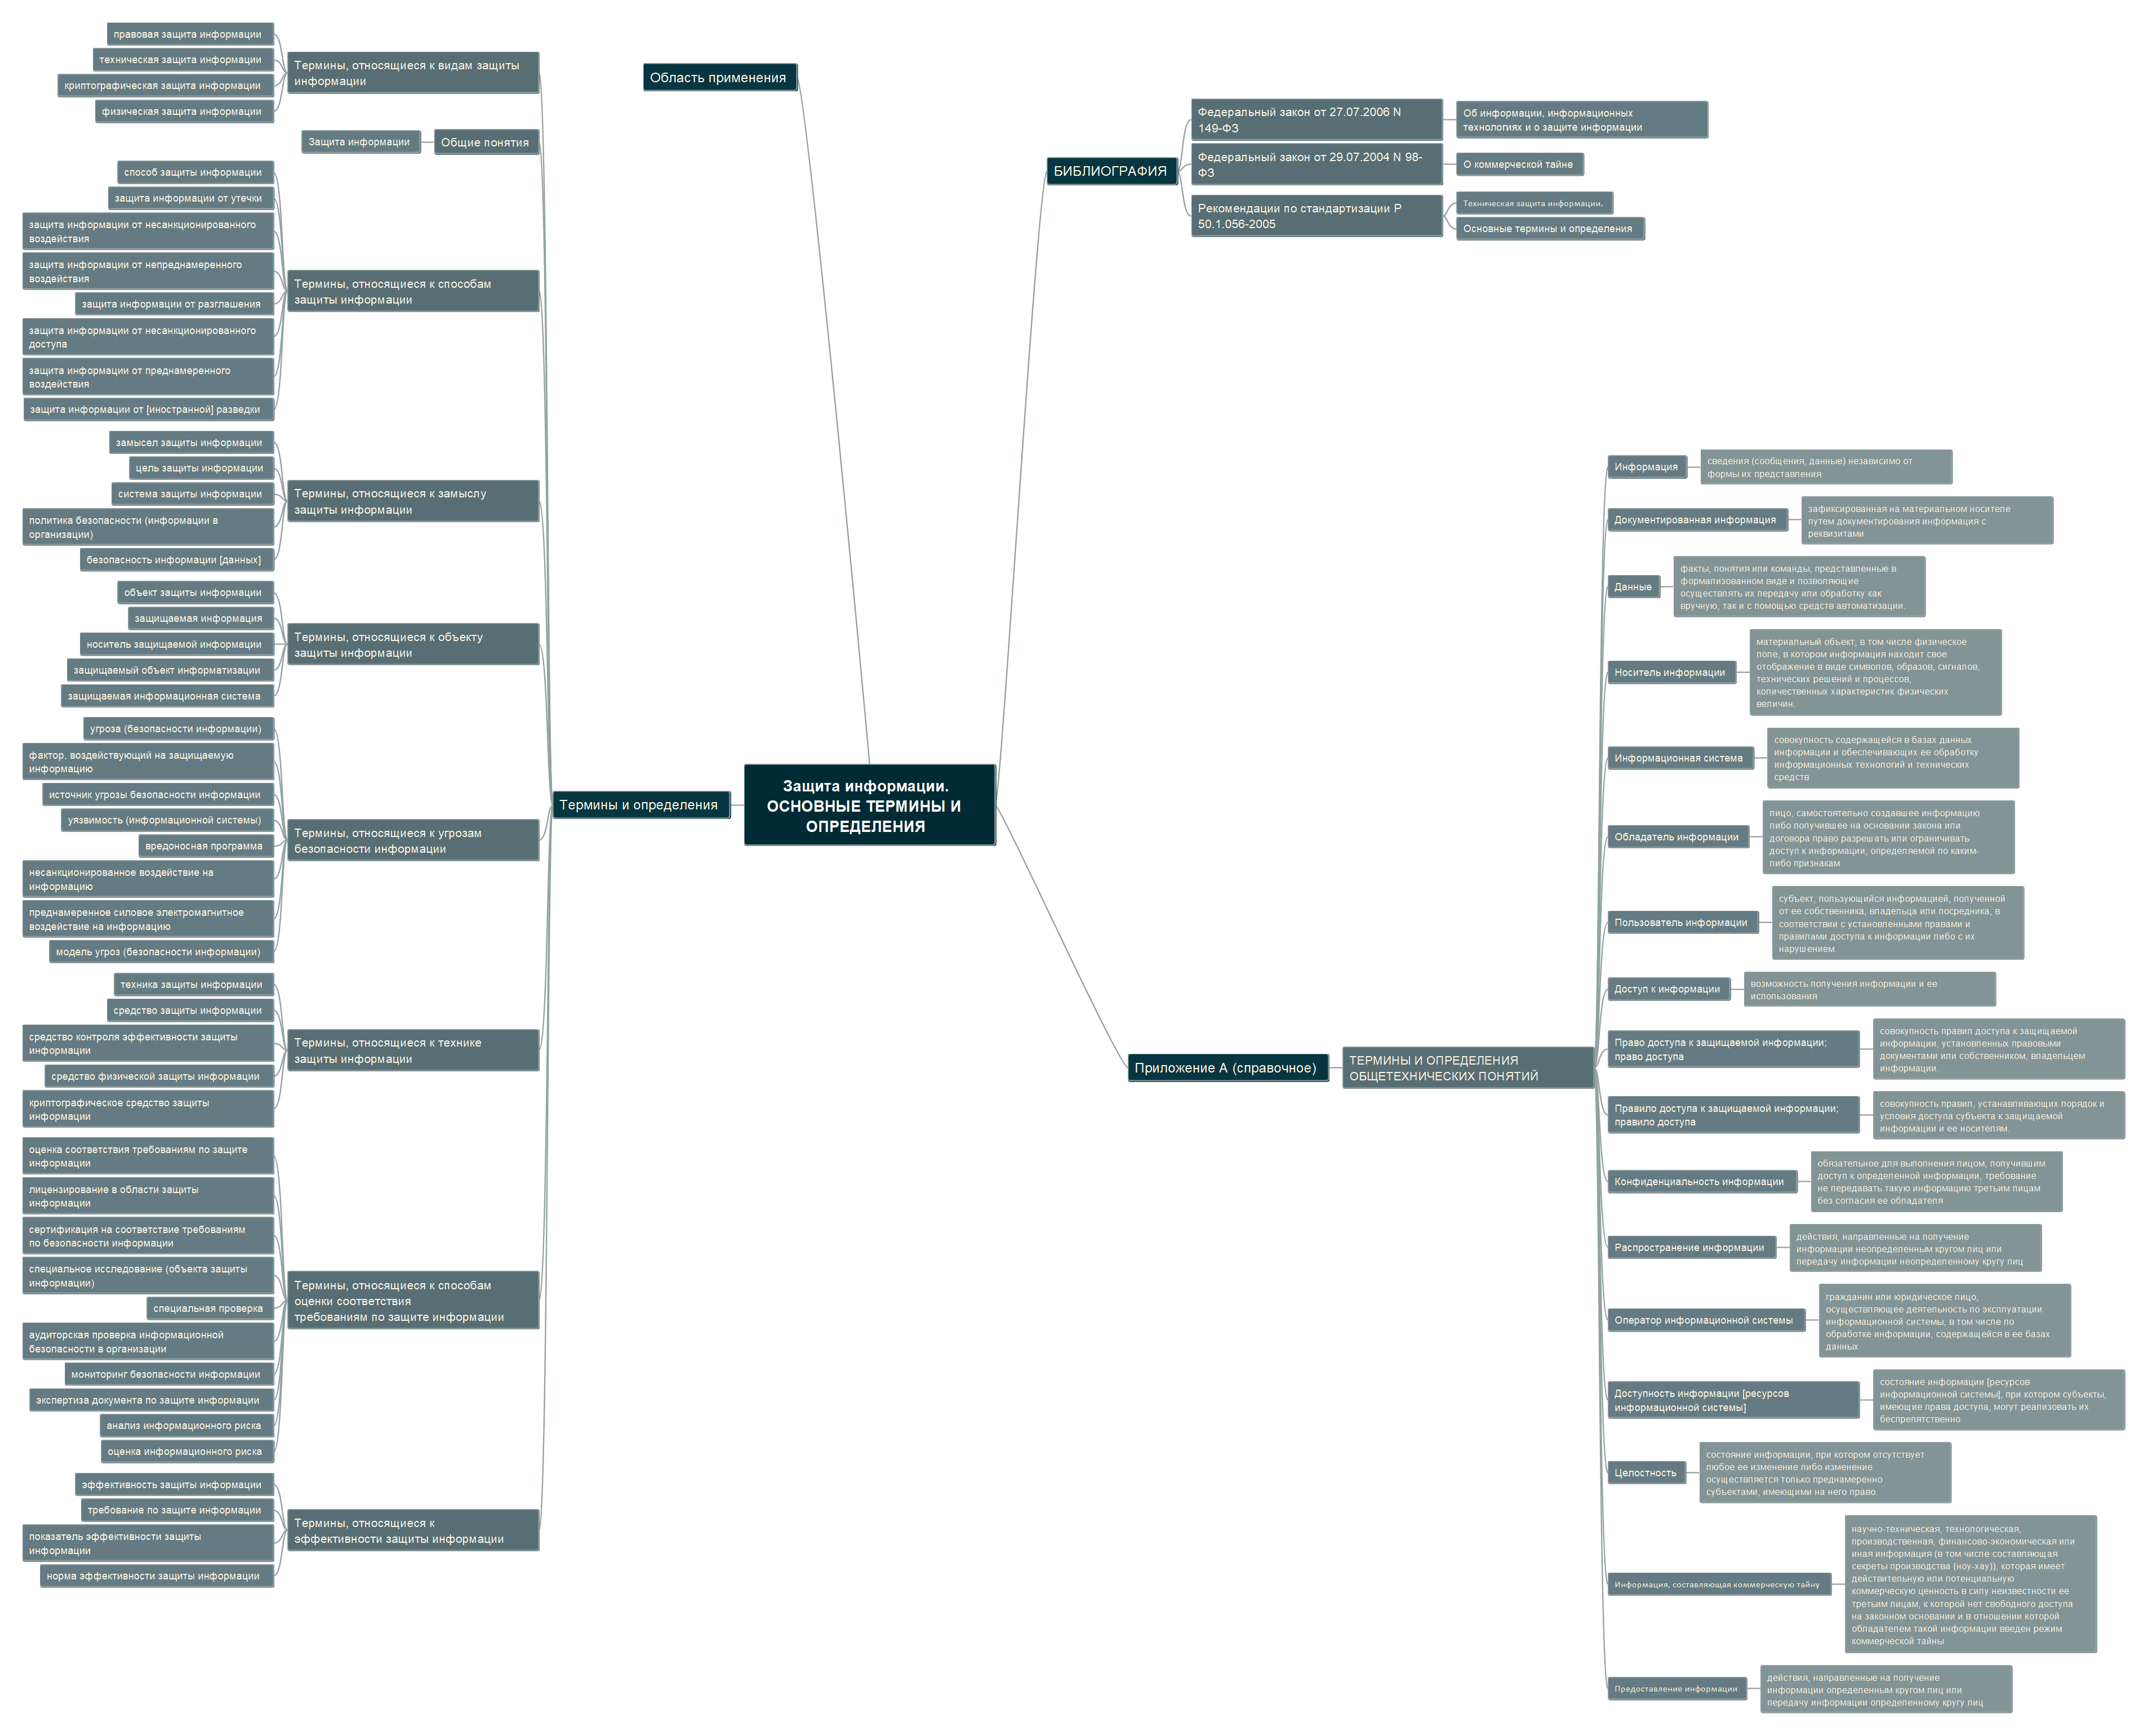 Защита информации.
ОСНОВНЫЕ ТЕРМИНЫ И
ОПРЕДЕЛЕНИЯ
Область применения
Термины и определения
Термины, относящиеся к видам защиты
информации
правовая защита информации
техническая защита информации
криптографическая защита информации
физическая защита информации
Общие понятия
Защита информации
Термины, относящиеся к способам
защиты информации
способ защиты информации
защита информации от утечки
защита информации от несанкционированного
воздействия
защита информации от непреднамеренного
воздействия
защита информации от разглашения
защита информации от несанкционированного
доступа
защита информации от преднамеренного
воздействия
защита информации от [иностранной] разведки
Термины, относящиеся к замыслу
защиты информации
замысел защиты информации
цель защиты информации
система защиты информации
политика безопасности (информации в
организации)
безопасность информации [данных]
Термины, относящиеся к объекту
защиты информации
объект защиты информации
защищаемая информация
носитель защищаемой информации
защищаемый объект информатизации
защищаемая информационная система
Термины, относящиеся к угрозам
безопасности информации
угроза (безопасности информации)
фактор, воздействующий на защищаемую
информацию
источник угрозы безопасности информации
уязвимость (информационной системы)
вредоносная программа
несанкционированное воздействие на
информацию
преднамеренное силовое электромагнитное
воздействие на информацию
модель угроз (безопасности информации)
Термины, относящиеся к технике
защиты информации
техника защиты информации
средство защиты информации
средство контроля эффективности защиты
информации
средство физической защиты информации
криптографическое средство защиты
информации
Термины, относящиеся к способам
оценки соответствия
требованиям по защите информации
оценка соответствия требованиям по защите
информации
лицензирование в области защиты
информации
сертификация на соответствие требованиям
по безопасности информации
специальное исследование (объекта защиты
информации)
специальная проверка
аудиторская проверка информационной
безопасности в организации
мониторинг безопасности информации
экспертиза документа по защите информации
анализ информационного риска
оценка информационного риска
Термины, относящиеся к
эффективности защиты информации
эффективность защиты информации
требование по защите информации
показатель эффективности защиты
информации
норма эффективности защиты информации
БИБЛИОГРАФИЯ
Федеральный закон от 27.07.2006 N
149-ФЗ
Об информации, информационных
технологиях и о защите информации
Федеральный закон от 29.07.2004 N 98-
ФЗ
О коммерческой тайне
Рекомендации по стандартизации Р
50.1.056-2005
Техническая защита информации.
Основные термины и определения
Приложение А (справочное)
ТЕРМИНЫ И ОПРЕДЕЛЕНИЯ
ОБЩЕТЕХНИЧЕСКИХ ПОНЯТИЙ
Информация
сведения (сообщения, данные) независимо от
формы их представления
Документированная информация
зафиксированная на материальном носителе
путем документирования информация с
реквизитами
Данные
факты, понятия или команды, представленные в
формализованном виде и позволяющие
осуществлять их передачу или обработку как
вручную, так и с помощью средств автоматизации.
Носитель информации
материальный объект, в том числе физическое
поле, в котором информация находит свое
отображение в виде символов, образов, сигналов,
технических решений и процессов,
количественных характеристик физических
величин.
Информационная система
совокупность содержащейся в базах данных
информации и обеспечивающих ее обработку
информационных технологий и технических
средств
Обладатель информации
лицо, самостоятельно создавшее информацию
либо получившее на основании закона или
договора право разрешать или ограничивать
доступ к информации, определяемой по каким-
либо признакам
Пользователь информации
субъект, пользующийся информацией, полученной
от ее собственника, владельца или посредника, в
соответствии с установленными правами и
правилами доступа к информации либо с их
нарушением.
Доступ к информации
возможность получения информации и ее
использования
Право доступа к защищаемой информации;
право доступа
совокупность правил доступа к защищаемой
информации, установленных правовыми
документами или собственником, владельцем
информации.
Правило доступа к защищаемой информации;
правило доступа
совокупность правил, устанавливающих порядок и
условия доступа субъекта к защищаемой
информации и ее носителям.
Конфиденциальность информации
обязательное для выполнения лицом, получившим
доступ к определенной информации, требование
не передавать такую информацию третьим лицам
без согласия ее обладателя
Распространение информации
действия, направленные на получение
информации неопределенным кругом лиц или
передачу информации неопределенному кругу лиц
Оператор информационной системы
гражданин или юридическое лицо,
осуществляющее деятельность по эксплуатации
информационной системы, в том числе по
обработке информации, содержащейся в ее базах
данных
Доступность информации [ресурсов
информационной системы]
состояние информации [ресурсов
информационной системы], при котором субъекты,
имеющие права доступа, могут реализовать их
беспрепятственно
Целостность
состояние информации, при котором отсутствует
любое ее изменение либо изменение
осуществляется только преднамеренно
субъектами, имеющими на него право.
Информация, составляющая коммерческую тайну
научно-техническая, технологическая,
производственная, финансово-экономическая или
иная информация (в том числе составляющая
секреты производства (ноу-хау)), которая имеет
действительную или потенциальную
коммерческую ценность в силу неизвестности ее
третьим лицам, к которой нет свободного доступа
на законном основании и в отношении которой
обладателем такой информации введен режим
коммерческой тайны
Предоставление информации
действия, направленные на получение
информации определенным кругом лиц или
передачу информации определенному кругу лиц